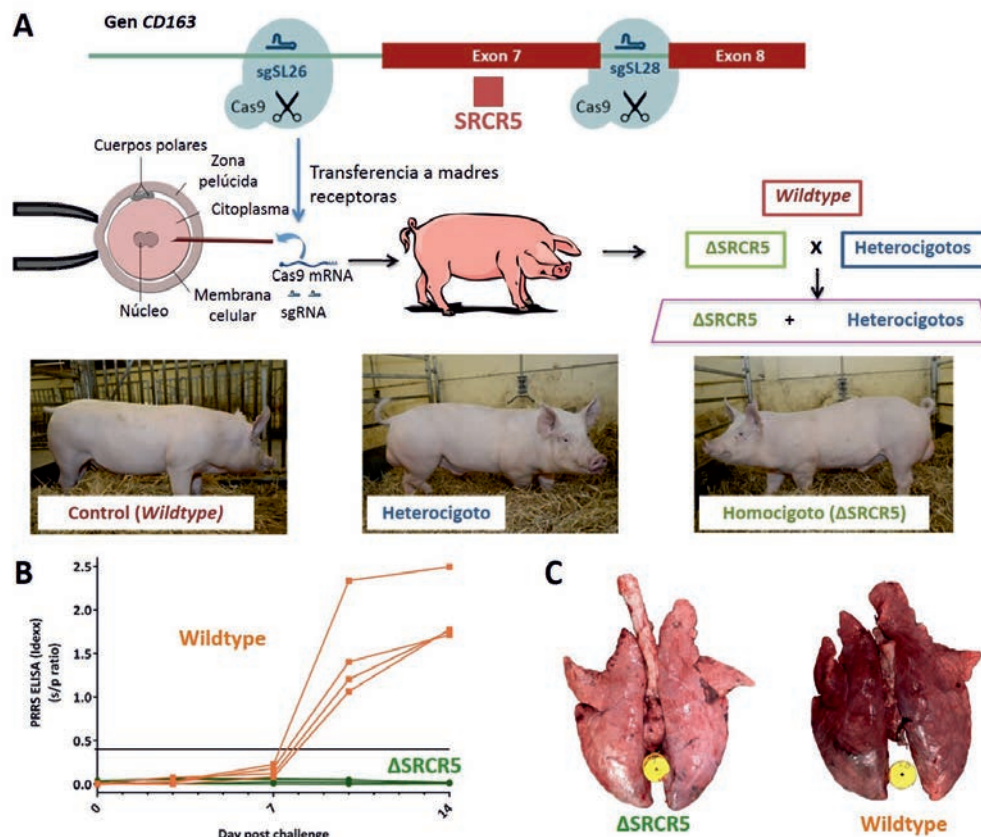 A
Gen CD163
Exon 7
Exon 8
sgSL26
sgSL28
Cas9
Cas9
SRCR5
Cuerpos polares
Zona
pelúcida
Citoplasma
Transferencia a madres
receptoras
Wildtype
ΔSRCR5
X
Heterocigotos
Cas9 mRNA
sgRNA
Núcleo
Membrana
celular
ΔSRCR5 + Heterocigotos
Control (Wildtype)
Heterocigoto
Homocigoto (ΔSRCR5)
B
PRRS ELISA (Idexx)
(s/p ratio)
2.5
2.0
1.5
1.0
0.5
0.0
Wildtype
ΔSRCR5
0
7
14
Day post challenge
C
ΔSRCR5
Wildtype